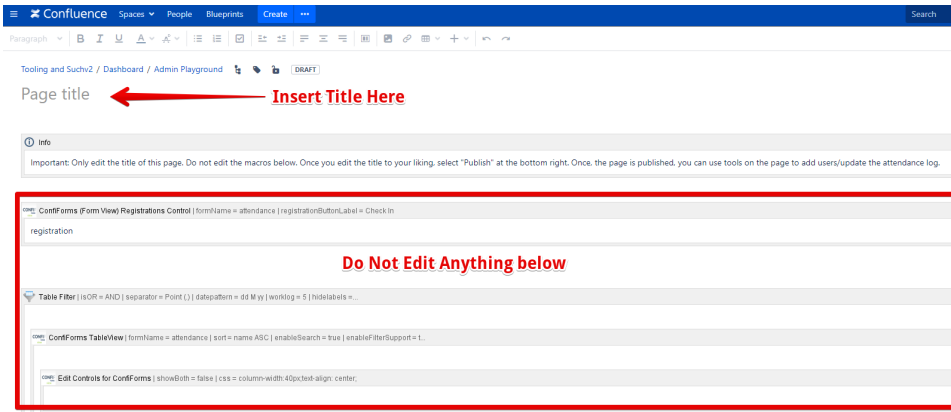 Confluence Spaces People Blueprints Create ··· Search
Paragraph B I U A
Tooling and Suchv2 / Dashboard / Admin Playground DRAFT
Page title Insert Title Here
Info
Important: Only edit the title of this page. Do not edit the macros below. Once you edit the title to your liking, select "Publish" at the bottom right. Once, the page is published, you can use tools on the page to add users/update the attendance log.
ConfiForms (Form View) Registrations Control | formName = attendance | registrationButtonLabel = Check In
registration
Do Not Edit Anything below
Table Filter | isOR = AND | separator = Point (.) | datepattern = dd M yy | worklog = 5 | hidelabels =...
ConfiForms TableView | formName = attendance | sort = name ASC | enableSearch = true | enableFilterSupport = t...
Edit Controls for ConfiForms | showBoth = false | css = column-width: 40px;text-align: center;